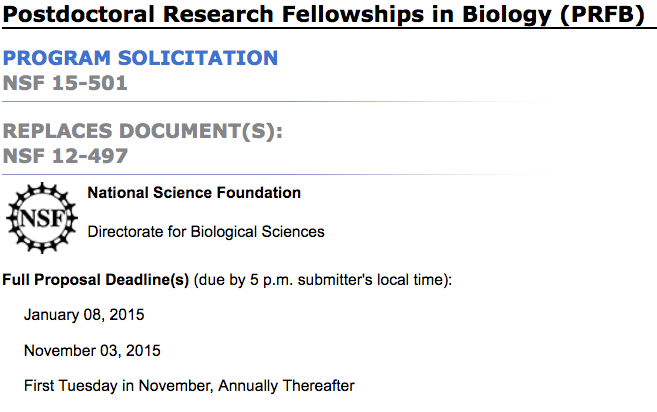 Postdoctoral Research Fellowships in Biology (PRFB)
PROGRAM SOLICITATION
NSF 15-501
REPLACES DOCUMENT(S):
NSF 12-497
NSF
National Science Foundation
Directorate for Biological Sciences
Full Proposal Deadline(s) (due by 5 p.m. submitter's local time):
January 08, 2015
November 03, 2015
First Tuesday in November, Annually Thereafter